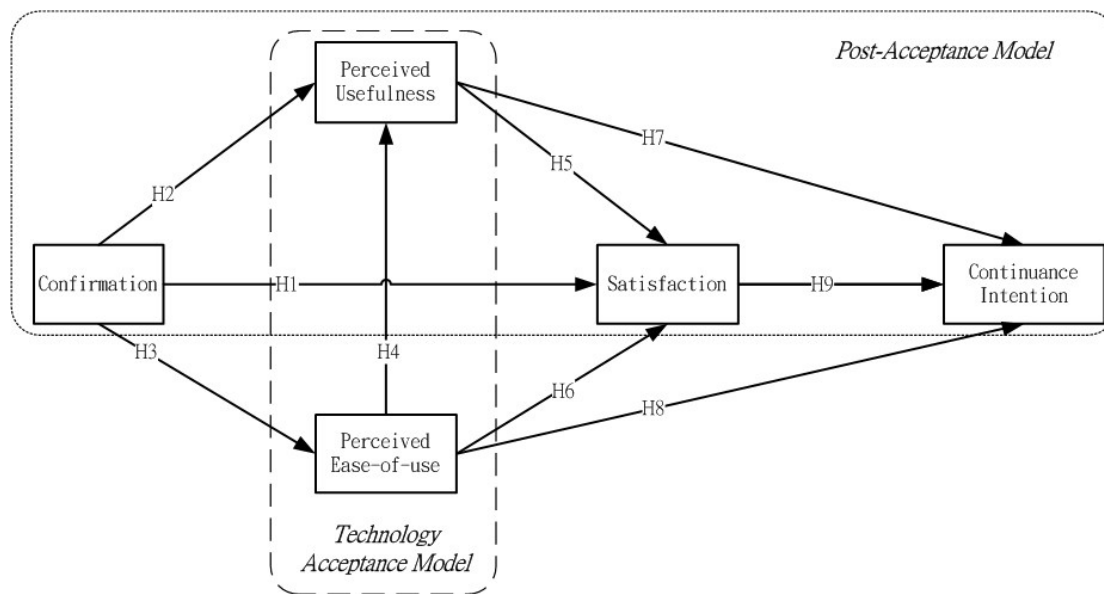 Post-Acceptance Model
Perceived
Usefulness
H7
H5
H2
Confirmation
H1
Satisfaction
H9
Continuance
Intention
H3
H4
H6
H8
Perceived
Ease-of-use
Technology
Acceptance Model